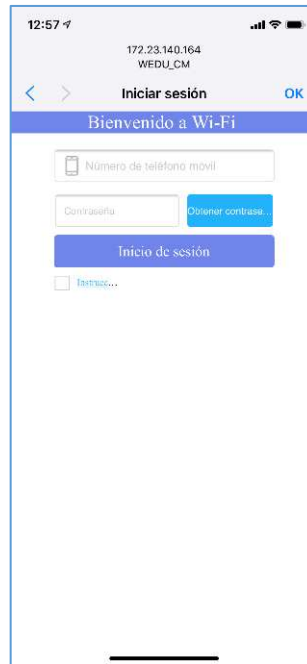 12:57
172.23.140.164
WEDU_CM
Iniciar sesión
OK
Bienvenido a Wi-Fi
Número de teléfono movil
Contraseña
Obtener contrase...
Inicio de sesión